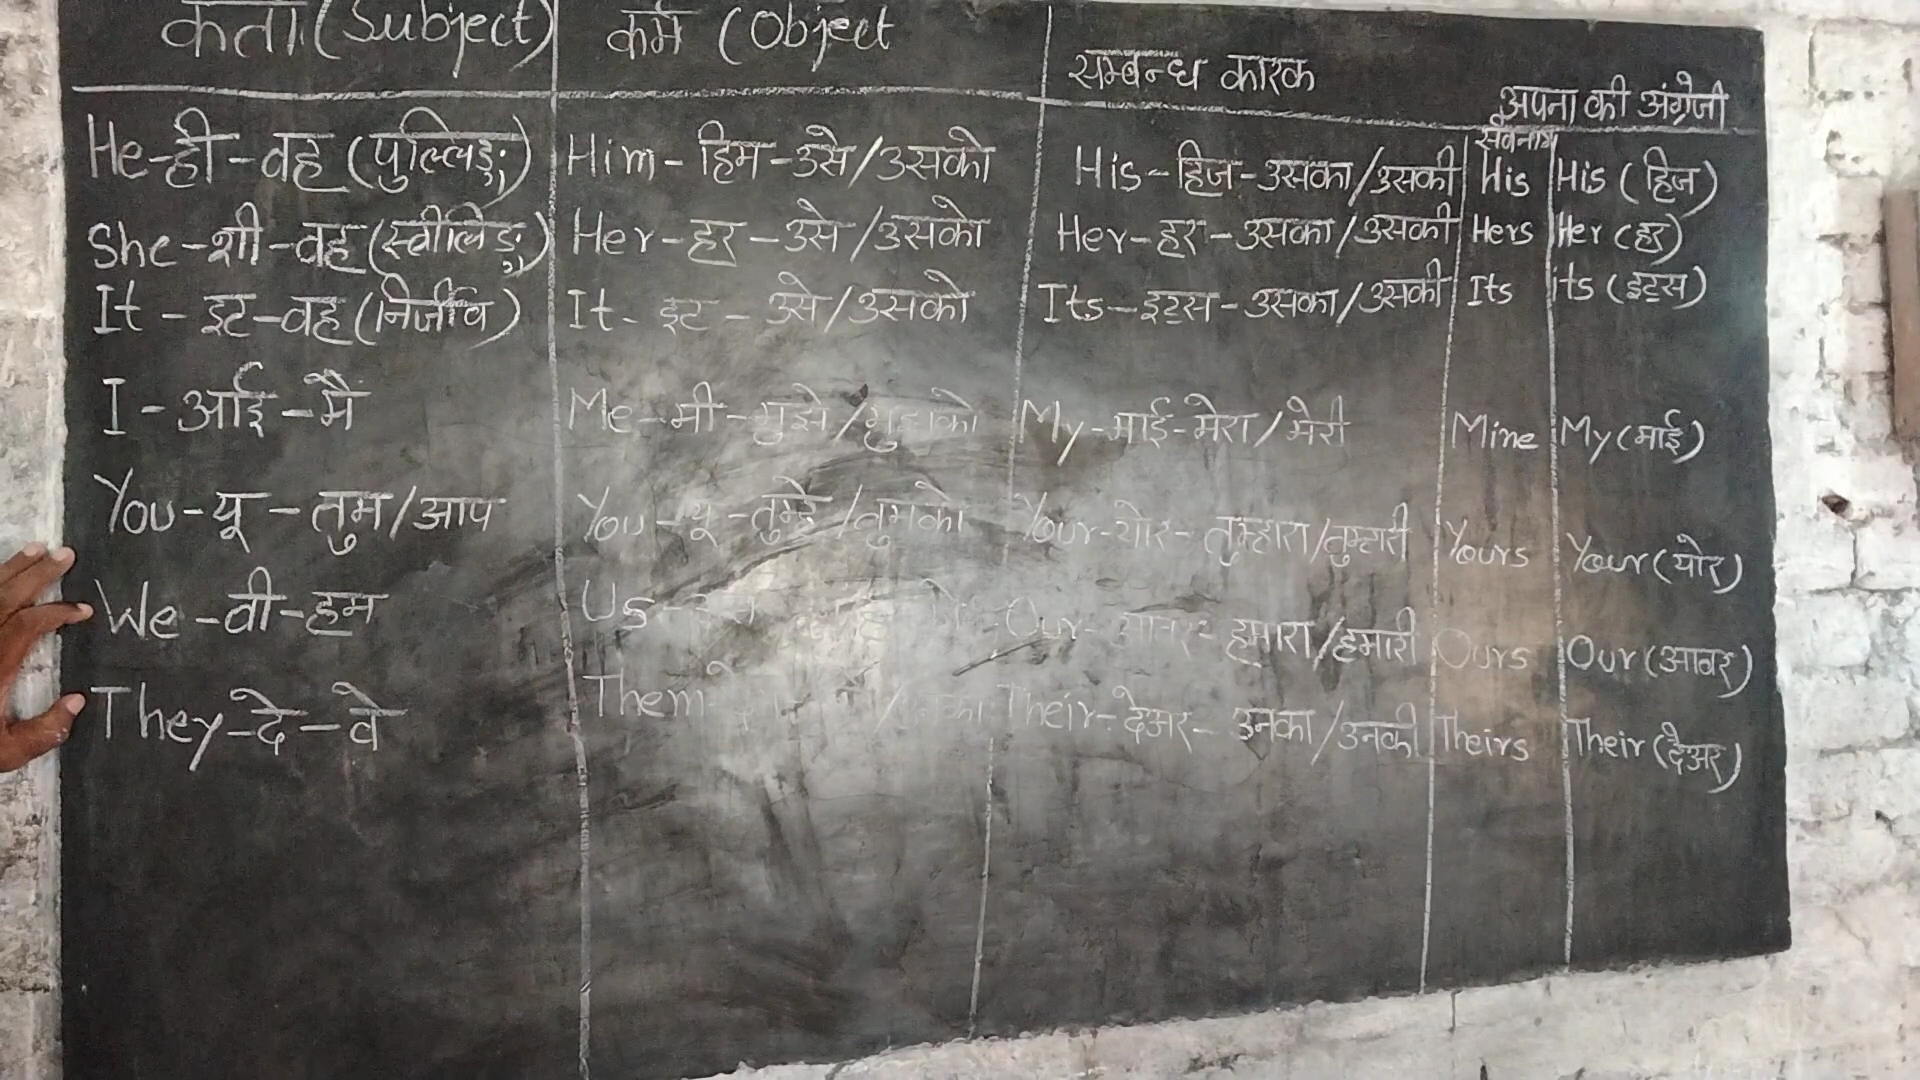 कर्ता (Subject) कर्म (Object सम्बन्ध कारक अपना की अंग्रेजी
सर्वनाम
He-ही-वह (पुल्लिङ्ग) Him-हिम-उसे/उसको His-हिज-उसका/उसकी His His (हिज)
She-शी-वह (स्त्रीलिङ्ग) Her-हर-उसे/उसको Her-हर-उसका/उसकी Hers Her (हर)
It-इट-वह (निर्जीव) It-इट-उसे/उसको Its-इट्स-उसका/उसकी Its its (इट्स)
I-आई-मै Me-मी-मुझे/मुझको My-माई-मेरा/मेरी Mine My (माई)
You-यू-तुम/आप You-यू-तुम्हे/तुमको Your-योर-तुम्हारा/तुम्हारी Yours Your (योर)
We-वी-हम Us- Our-आवर-हमारा/हमारी Ours Our (आवर)
They-दे-वे Them- Their-देअर-उनका/उनकी Theirs Their (देअर)